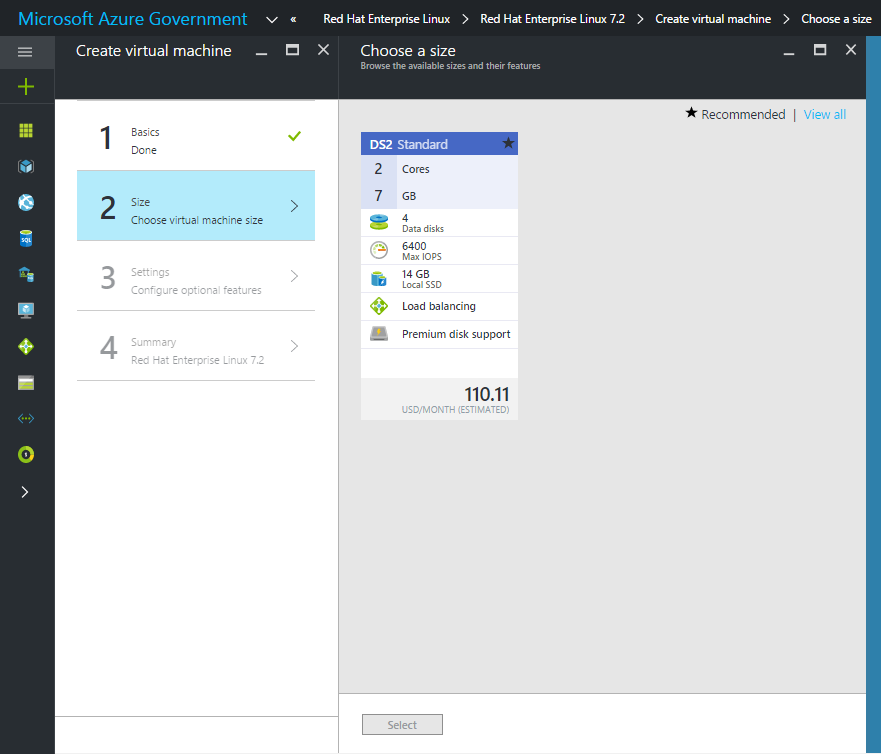 Microsoft Azure Government « Red Hat Enterprise Linux > Red Hat Enterprise Linux 7.2 > Create virtual machine > Choose a size
Create virtual machine
Choose a size
Browse the available sizes and their features
1 Basics
Done
2 Size
Choose virtual machine size
3 Settings
Configure optional features
4 Summary
Red Hat Enterprise Linux 7.2
★ Recommended | View all
DS2 Standard ★
2 Cores
7 GB
4
Data disks
6400
Max IOPS
14 GB
Local SSD
Load balancing
Premium disk support
110.11
USD/MONTH (ESTIMATED)
SQL
Select